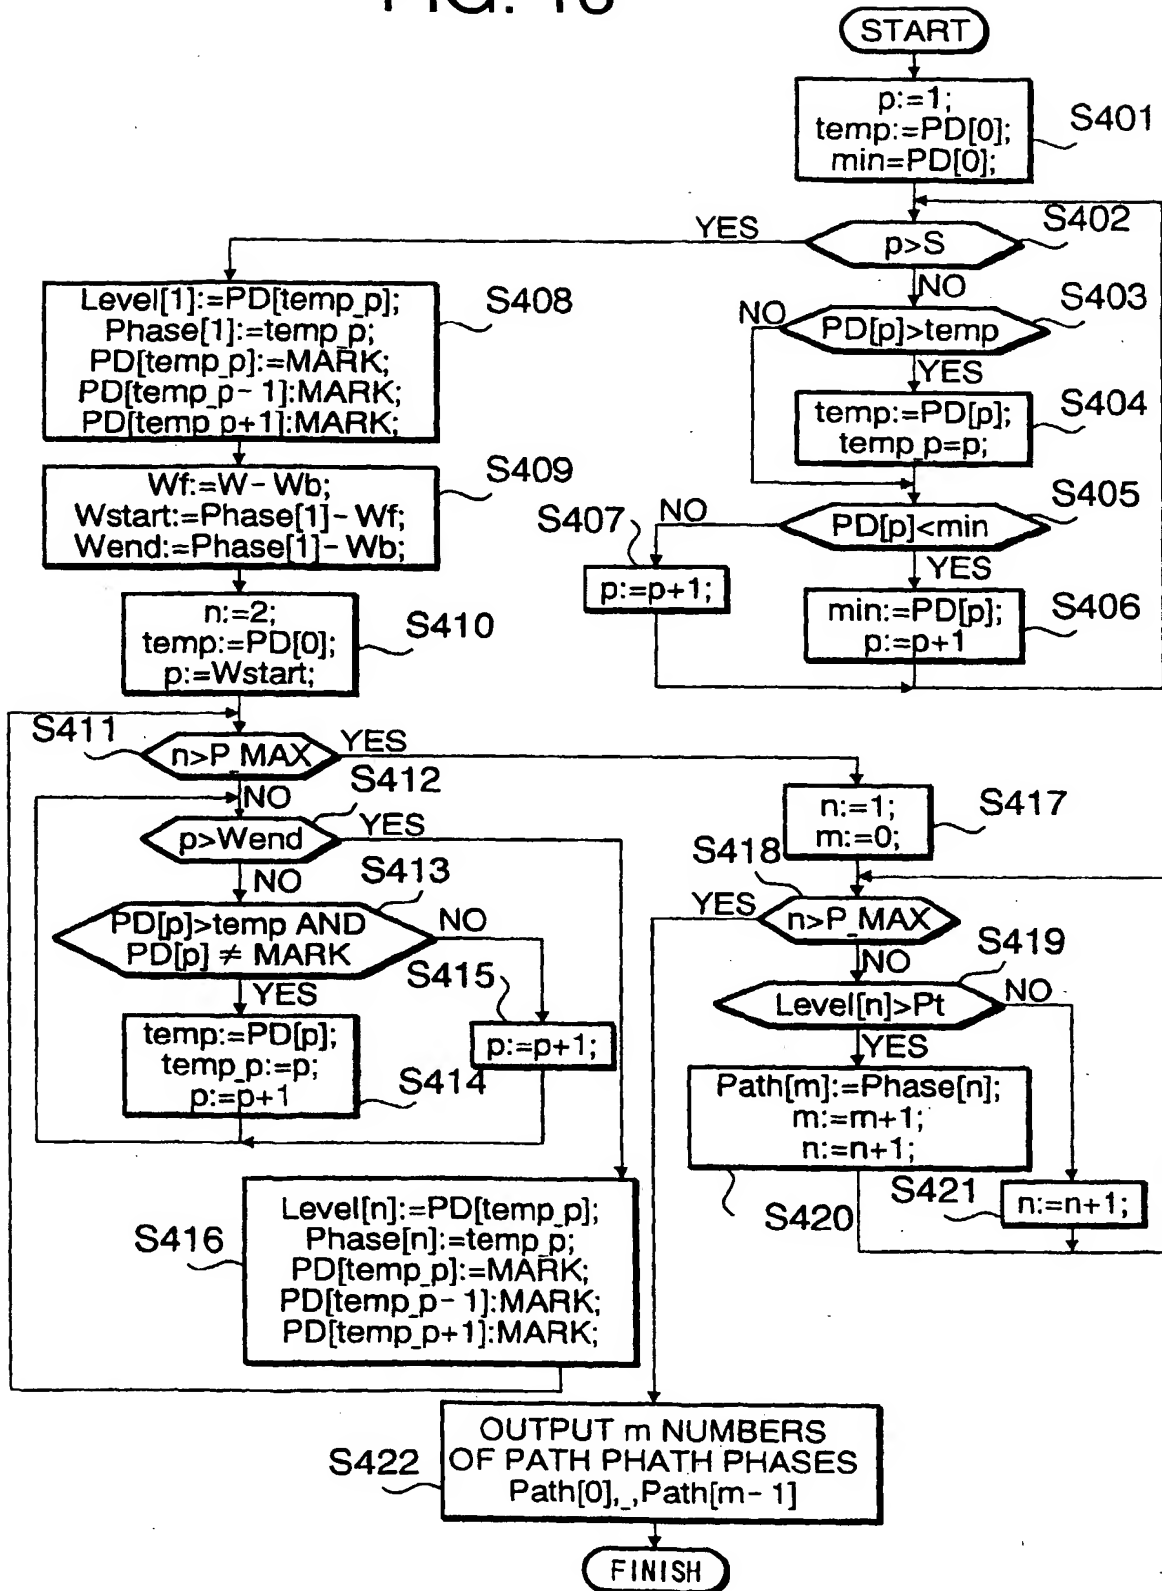 START
p:=1;
temp:=PD[0];
min=PD[0];
S401
p>S
S402
YES
NO
PD[p]>temp
S403
NO
YES
temp:=PD[p];
temp_p=p;
S404
PD[p]<min
S405
NO
YES
S407
p:=p+1;
min:=PD[p];
p:=p+1
S406
Level[1]:=PD[temp_p];
Phase[1]:=temp_p;
PD[temp_p]:=MARK;
PD[temp_p-1]:MARK;
PD[temp_p+1]:MARK;
S408
Wf:=W-Wb;
Wstart:=Phase[1]-Wf;
Wend:=Phase[1]-Wb;
S409
n:=2;
temp:=PD[0];
p:=Wstart;
S410
S411
n>P_MAX
YES
NO
S412
p>Wend
YES
NO
S413
PD[p]>temp AND
PD[p] ≠ MARK
NO
YES
S415
p:=p+1;
temp:=PD[p];
temp_p:=p;
p:=p+1
S414
S416
Level[n]:=PD[temp_p];
Phase[n]:=temp_p;
PD[temp_p]:=MARK;
PD[temp_p-1]:MARK;
PD[temp_p+1]:MARK;
n:=1;
m:=0;
S417
S418
n>P_MAX
YES
NO
S419
Level[n]>Pt
NO
YES
Path[m]:=Phase[n];
m:=m+1;
n:=n+1;
S420
S421
n:=n+1;
S422
OUTPUT m NUMBERS
OF PATH PHATH PHASES
Path[0],_,Path[m-1]
FINISH